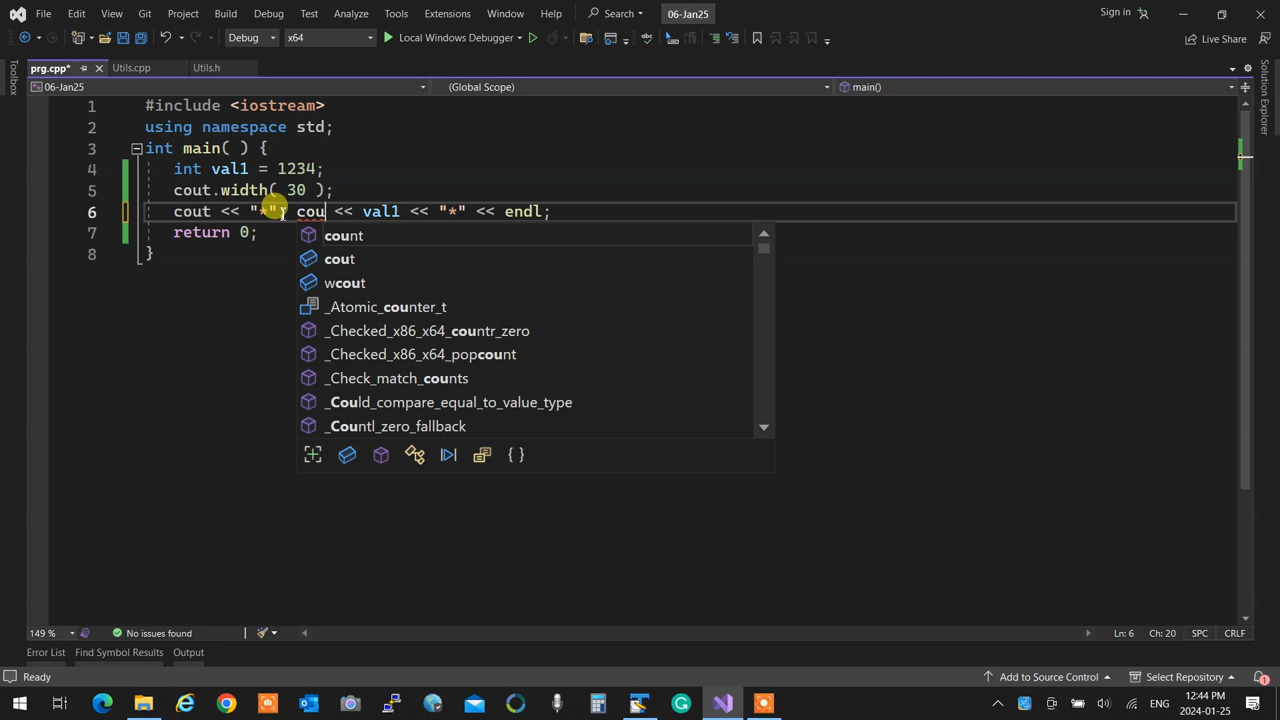 File Edit View Git Project Build Debug Test Analyze Tools Extensions Window Help Search 06-Jan25 Sign in
Debug x64 Local Windows Debugger Live Share
prg.cpp* Utils.cpp Utils.h
06-Jan25 (Global Scope) main()
Toolbox
Solution Explorer
1 #include <iostream>
2 using namespace std;
3 int main( ) {
4 int val1 = 1234;
5 cout.width( 30 );
6 cout << "*"; cou << val1 << "*" << endl;
7 return 0;
8 }
count
cout
wcout
_Atomic_counter_t
_Checked_x86_x64_countr_zero
_Checked_x86_x64_popcount
_Check_match_counts
_Could_compare_equal_to_value_type
_Countl_zero_fallback
149 % No issues found Ln: 6 Ch: 20 SPC CRLF
Error List Find Symbol Results Output
Ready Add to Source Control Select Repository 1
ENG 12:44 PM
2024-01-25